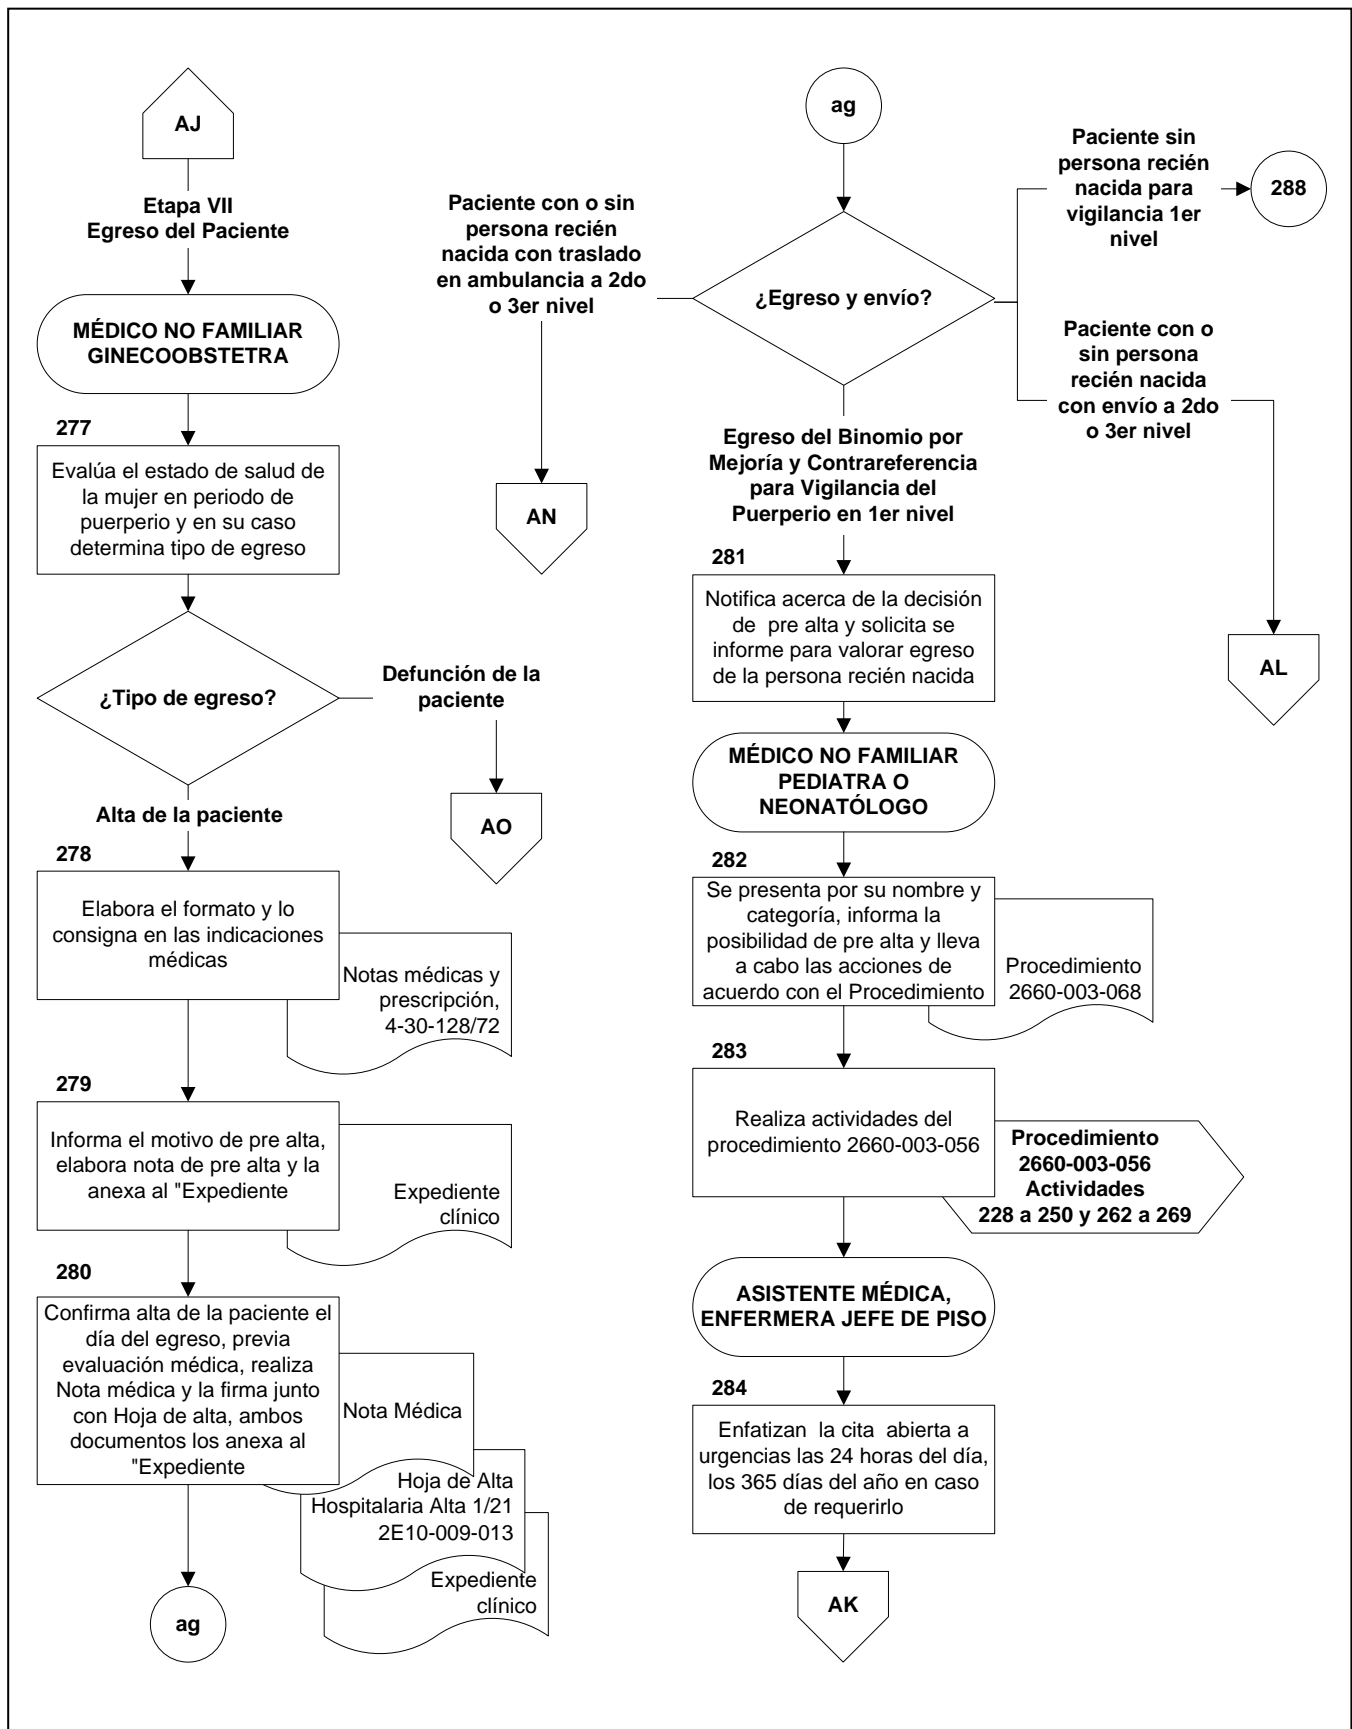 AJ
Etapa VII
Egreso del Paciente
MÉDICO NO FAMILIAR
GINECOOBSTETRA
277
Evalúa el estado de salud de
la mujer en periodo de
puerperio y en su caso
determina tipo de egreso
¿Tipo de egreso?
Defunción de la
paciente
AO
Alta de la paciente
278
Elabora el formato y lo
consigna en las indicaciones
médicas
Notas médicas y
prescripción,
4-30-128/72
279
Informa el motivo de pre alta,
elabora nota de pre alta y la
anexa al "Expediente
Expediente
clínico
280
Confirma alta de la paciente el
día del egreso, previa
evaluación médica, realiza
Nota médica y la firma junto
con Hoja de alta, ambos
documentos los anexa al
"Expediente
Nota Médica
Hoja de Alta
Hospitalaria Alta 1/21
2E10-009-013
Expediente
clínico
ag
ag
¿Egreso y envío?
Paciente con o sin
persona recién
nacida con traslado
en ambulancia a 2do
o 3er nivel
AN
Paciente sin
persona recién
nacida para
vigilancia 1er
nivel
288
Paciente con o
sin persona
recién nacida
con envío a 2do
o 3er nivel
AL
Egreso del Binomio por
Mejoría y Contrareferencia
para Vigilancia del
Puerperio en 1er nivel
281
Notifica acerca de la decisión
de pre alta y solicita se
informe para valorar egreso
de la persona recién nacida
MÉDICO NO FAMILIAR
PEDIATRA O
NEONATÓLOGO
282
Se presenta por su nombre y
categoría, informa la
posibilidad de pre alta y lleva
a cabo las acciones de
acuerdo con el Procedimiento
Procedimiento
2660-003-068
283
Realiza actividades del
procedimiento 2660-003-056
Procedimiento
2660-003-056
Actividades
228 a 250 y 262 a 269
ASISTENTE MÉDICA,
ENFERMERA JEFE DE PISO
284
Enfatizan la cita abierta a
urgencias las 24 horas del día,
los 365 días del año en caso
de requerirlo
AK